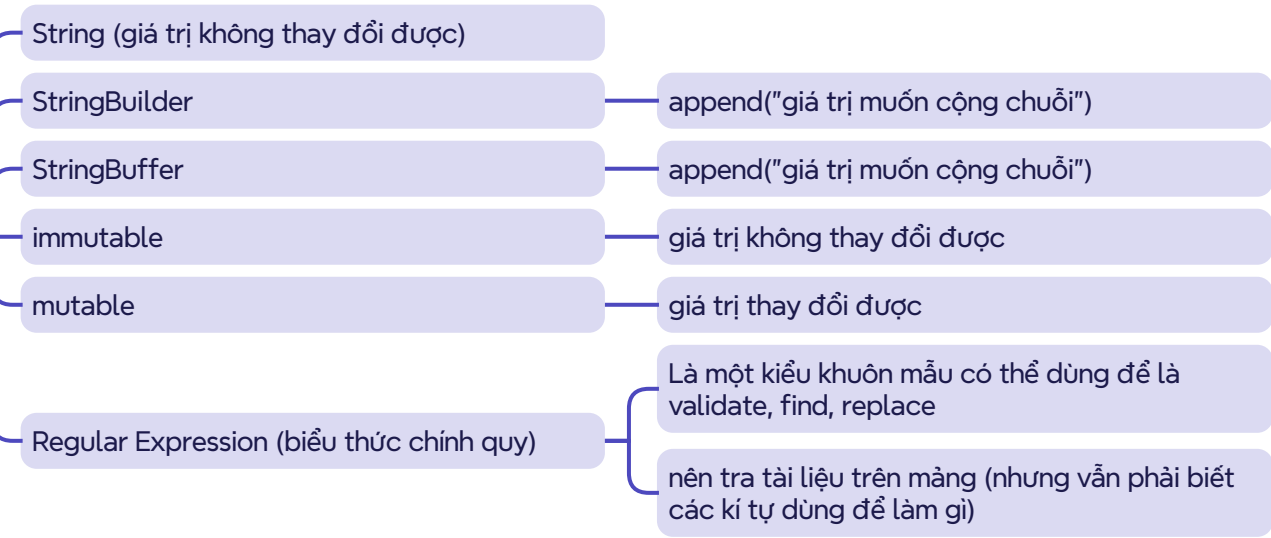 String (giá trị không thay đổi được)
StringBuilder
append("giá trị muốn cộng chuỗi")
StringBuffer
append("giá trị muốn cộng chuỗi")
immutable
giá trị không thay đổi được
mutable
giá trị thay đổi được
Regular Expression (biểu thức chính quy)
Là một kiểu khuôn mẫu có thể dùng để là
validate, find, replace
nên tra tài liệu trên mảng (nhưng vẫn phải biết
các kí tự dùng để làm gì)